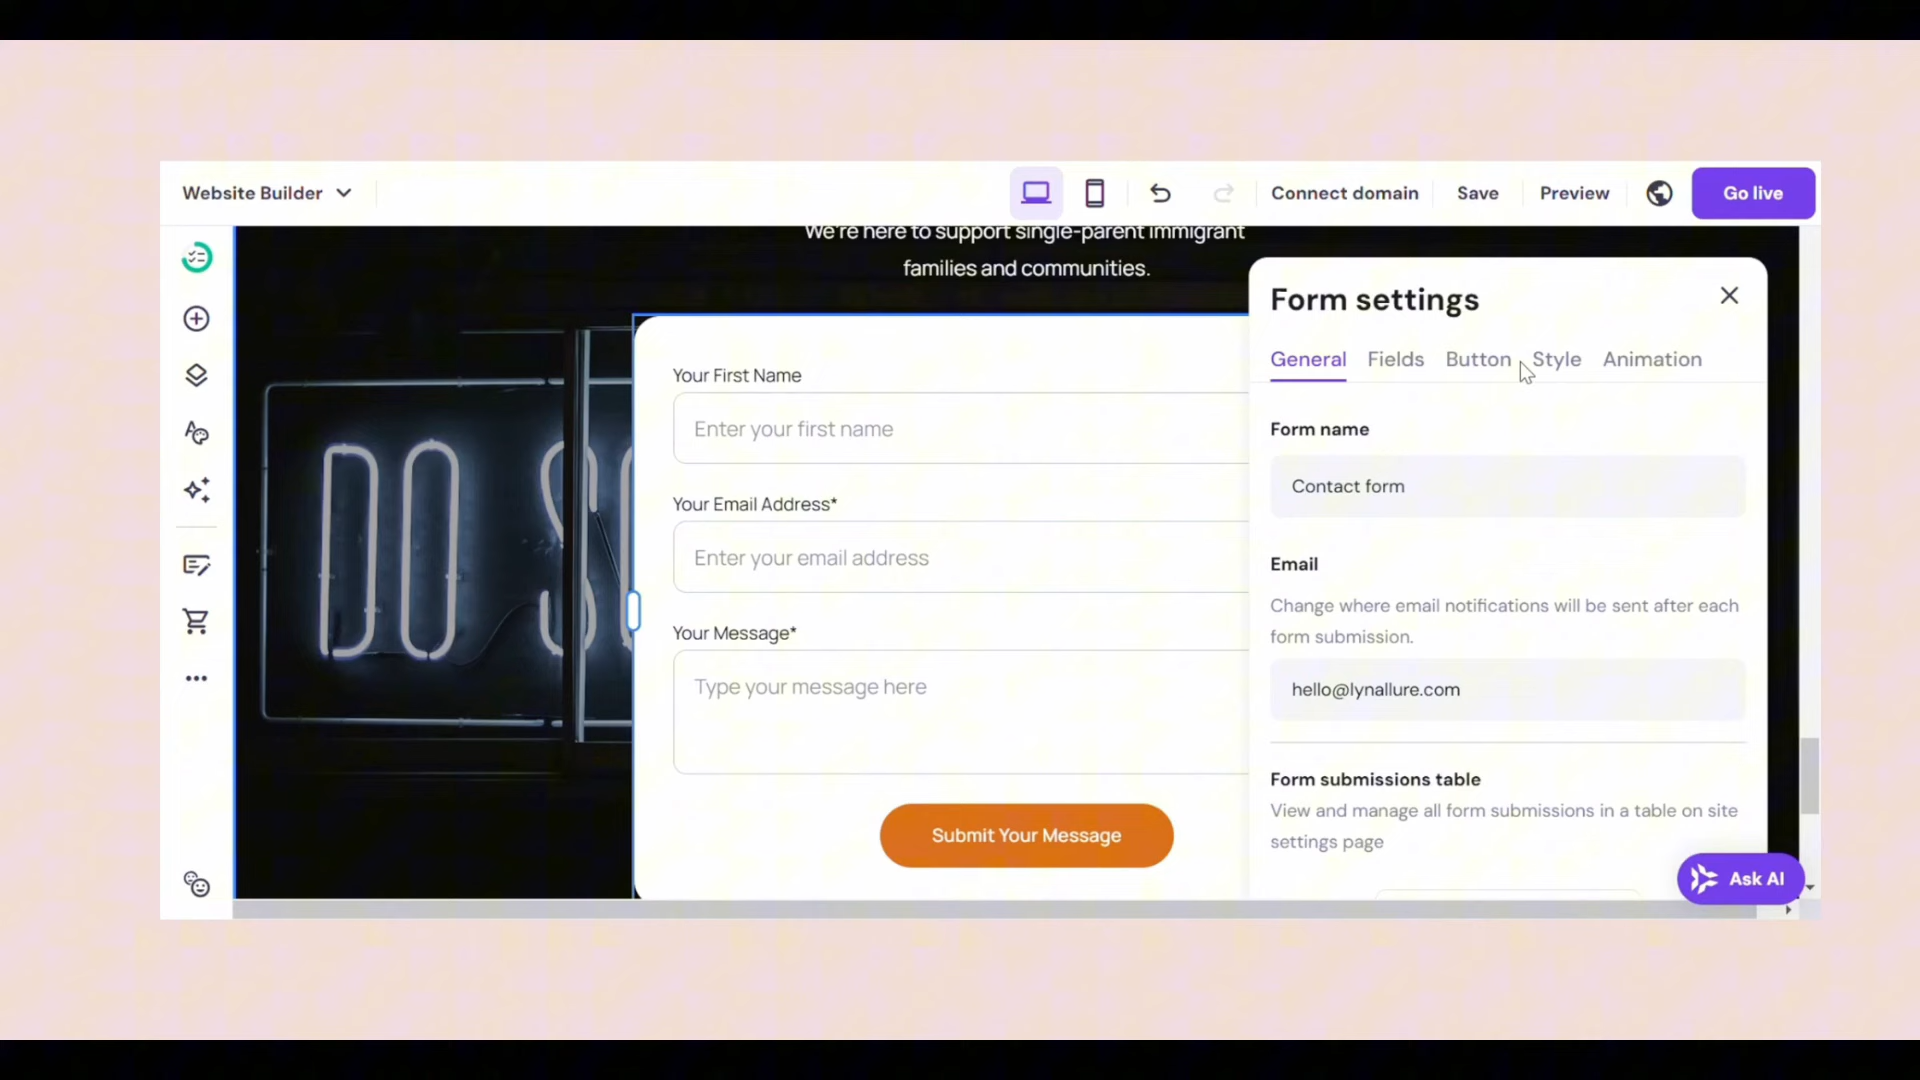 Website Builder
Connect domain
Save
Preview
Go live
We're here to support single-parent immigrant
families and communities.
DO SO
Your First Name
Enter your first name
Your Email Address*
Enter your email address
Your Message*
Type your message here
Submit Your Message
Form settings
General
Fields
Button
Style
Animation
Form name
Contact form
Email
Change where email notifications will be sent after each
form submission.
hello@lynallure.com
Form submissions table
View and manage all form submissions in a table on site
settings page
Ask AI